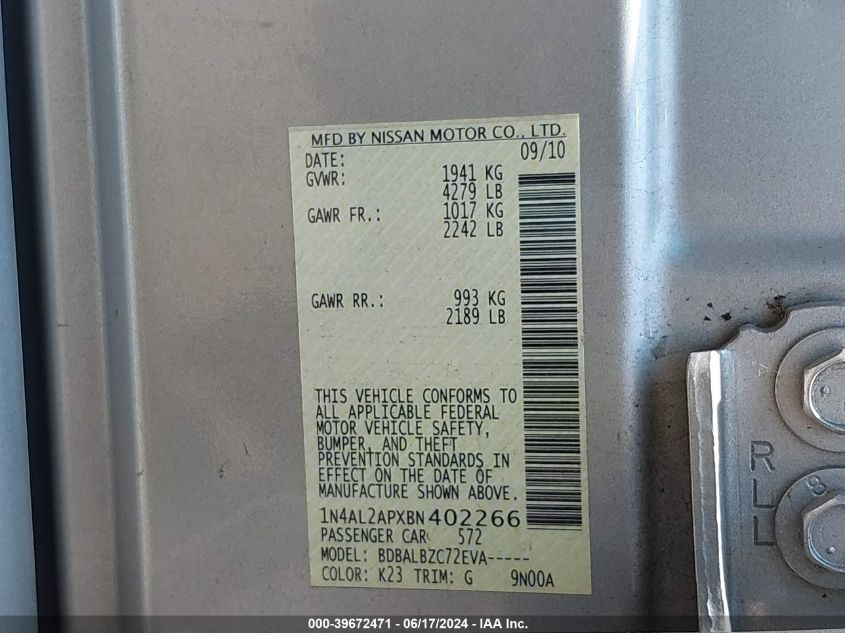 MFD BY NISSAN MOTOR CO., LTD.
DATE: 09/10
GVWR: 1941 KG
4279 LB
GAWR FR.: 1017 KG
2242 LB
GAWR RR.: 993 KG
2189 LB
THIS VEHICLE CONFORMS TO
ALL APPLICABLE FEDERAL
MOTOR VEHICLE SAFETY,
BUMPER, AND THEFT
PREVENTION STANDARDS IN
EFFECT ON THE DATE OF
MANUFACTURE SHOWN ABOVE.
1N4AL2APXBN402266
PASSENGER CAR 572
MODEL: BDBALBZC72EVA-----
COLOR: K23 TRIM: G 9N00A
RLL
8
000-39672471 - 06/17/2024 - IAA Inc.